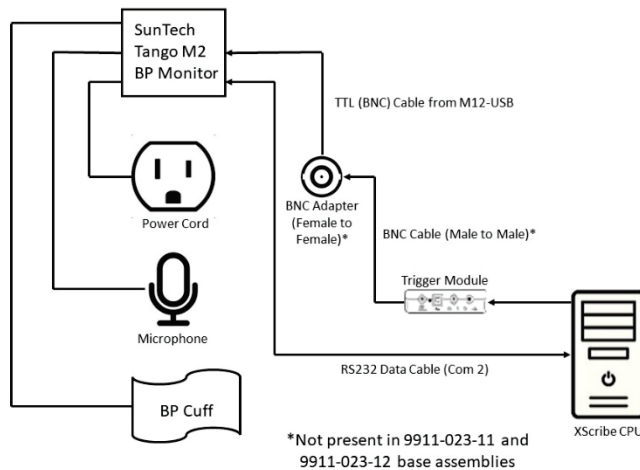 SunTech
Tango M2
BP Monitor
TTL (BNC) Cable from M12-USB
BNC Adapter
(Female to
Female)*
BNC Cable (Male to Male)*
Power Cord
Trigger Module
Microphone
RS232 Data Cable (Com 2)
BP Cuff
XScribe CPU
*Not present in 9911-023-11 and
9911-023-12 base assemblies